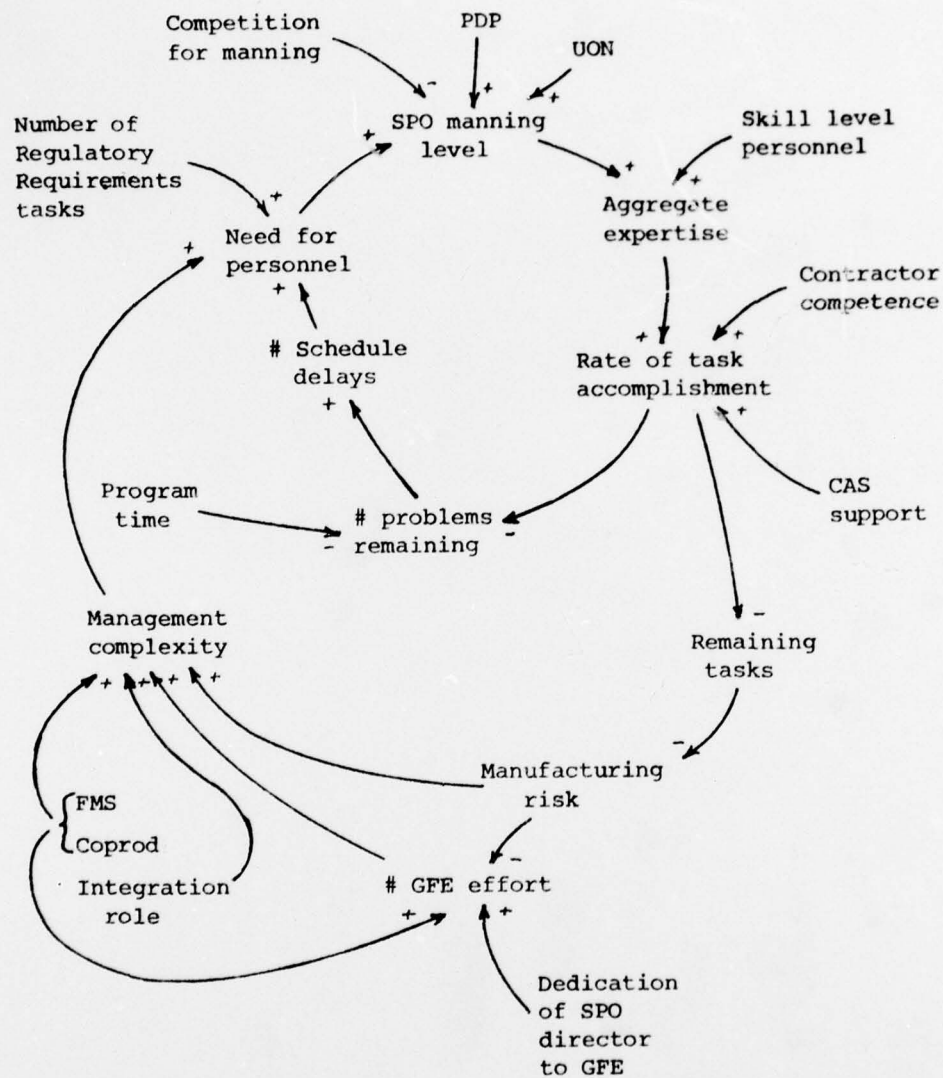 Competition
for manning
PDP
UON
-
+
+
SPO manning
level
+
Number of
Regulatory
Requirements
tasks
+
Skill level
personnel
+
+
Aggregate
expertise
+
Need for
personnel
+
Contractor
competence
# Schedule
delays
+
+
+
Rate of task
accomplishment
+
Program
time
-
# problems
remaining
-
CAS
support
Management
complexity
+ + + +
-
Remaining
tasks
-
Manufacturing
risk
FMS
Coprod
Integration
role
-
# GFE effort
+
+
Dedication
of SPO
director
to GFE